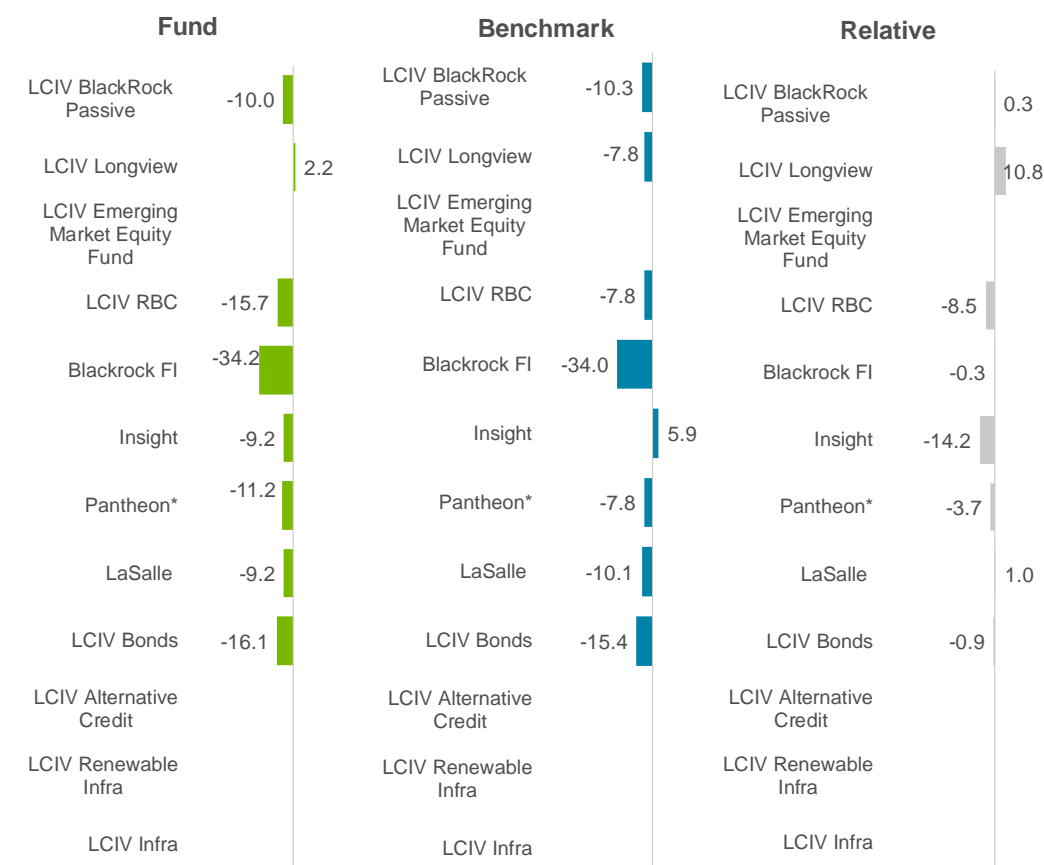 Fund
LCIV BlackRock
Passive
-10.0
LCIV Longview
2.2
LCIV Emerging
Market Equity
Fund
LCIV RBC
-15.7
Blackrock FI
-34.2
Insight
-9.2
Pantheon*
-11.2
LaSalle
-9.2
LCIV Bonds
-16.1
LCIV Alternative
Credit
LCIV Renewable
Infra
LCIV Infra
Benchmark
LCIV BlackRock
Passive
-10.3
LCIV Longview
-7.8
LCIV Emerging
Market Equity
Fund
LCIV RBC
-7.8
Blackrock FI
-34.0
Insight
5.9
Pantheon*
-7.8
LaSalle
-10.1
LCIV Bonds
-15.4
LCIV Alternative
Credit
LCIV Renewable
Infra
LCIV Infra
Relative
LCIV BlackRock
Passive
0.3
LCIV Longview
10.8
LCIV Emerging
Market Equity
Fund
LCIV RBC
-8.5
Blackrock FI
-0.3
Insight
-14.2
Pantheon*
-3.7
LaSalle
1.0
LCIV Bonds
-0.9
LCIV Alternative
Credit
LCIV Renewable
Infra
LCIV Infra